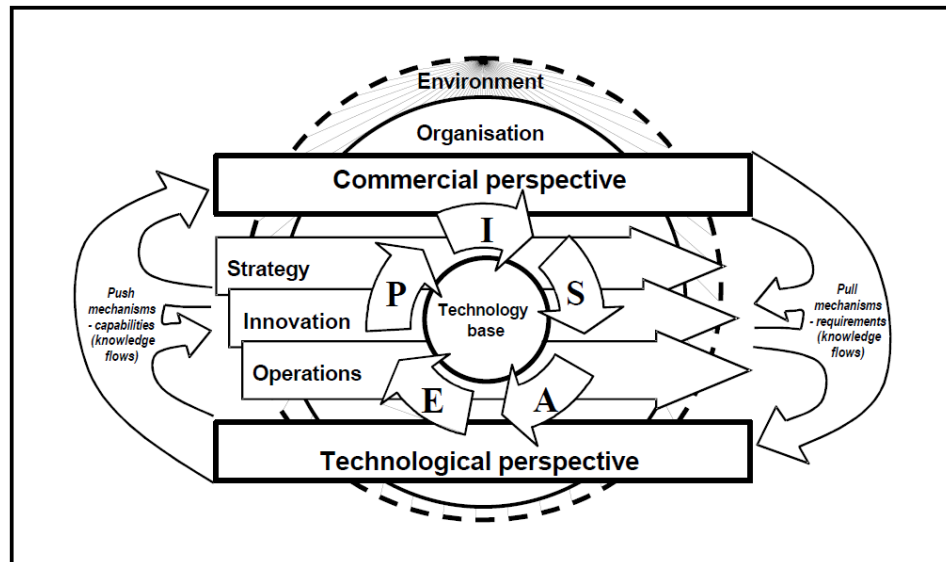 Environment
Organisation
Commercial perspective
I
Strategy
P
S
Push
mechanisms
- capabilities
(knowledge
flows)
Innovation
Technology
base
Pull
mechanisms
- requirements
(knowledge
flows)
Operations
E
A
Technological perspective